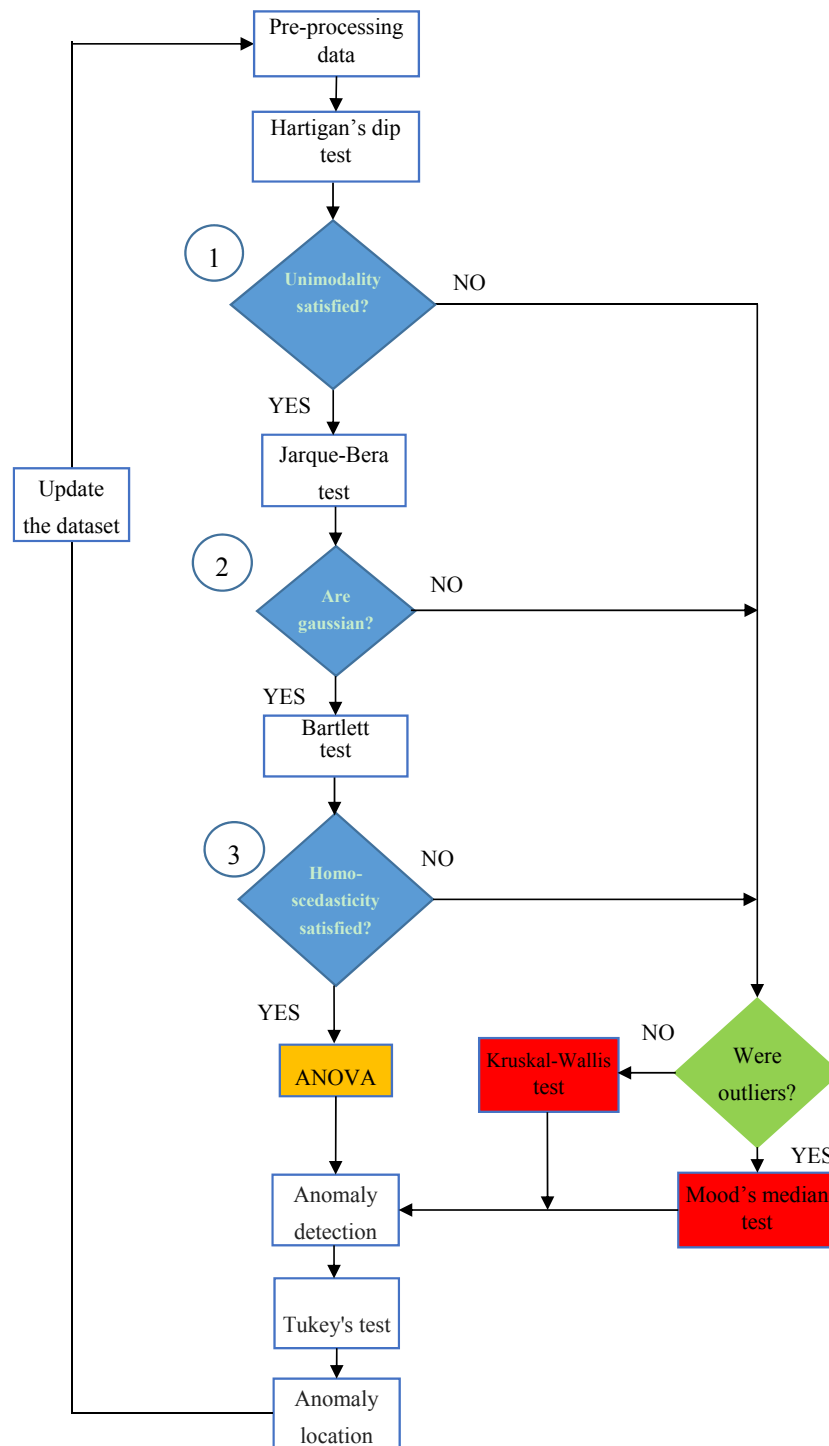 Pre-processing
data
Hartigan's dip
test
1
Unimodality
satisfied?
NO
YES
Jarque-Bera
test
Update
the dataset
2
Are
gaussian?
NO
YES
Bartlett
test
3
Homo-
scedasticity
satisfied?
NO
YES
ANOVA
Kruskal-Wallis
test
NO
Were
outliers?
YES
Mood's median
test
Anomaly
detection
Tukey's test
Anomaly
location